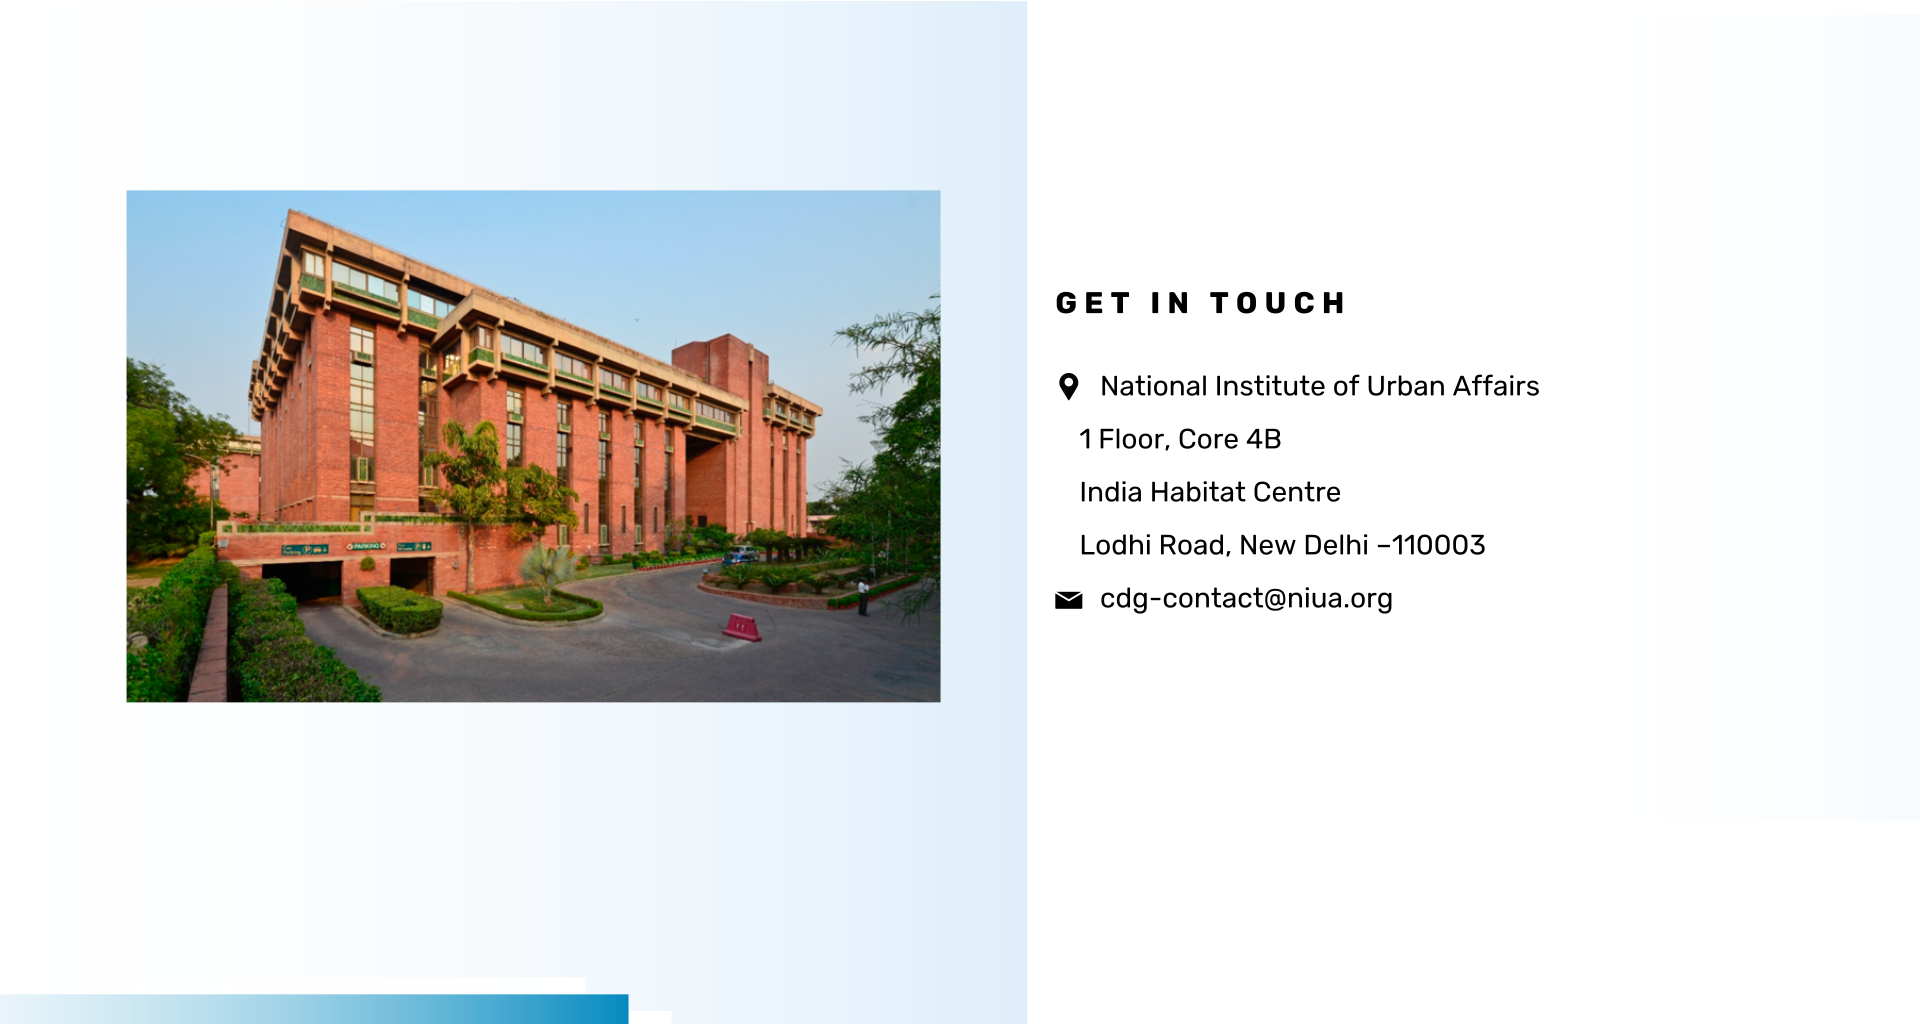 GET IN TOUCH
National Institute of Urban Affairs
1 Floor, Core 4B
India Habitat Centre
Lodhi Road, New Delhi –110003
cdg-contact@niua.org
PARKING